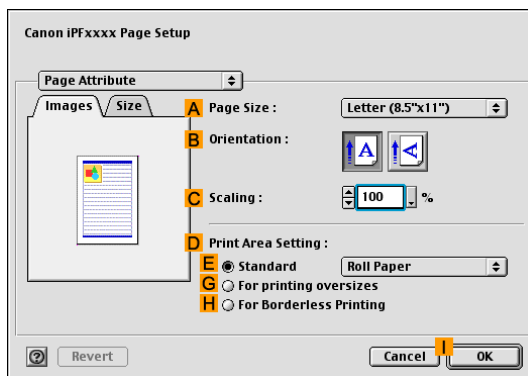 Canon iPFxxxx Page Setup
Page Attribute
Images Size
A Page Size : Letter (8.5"x11")
B Orientation :
A A
C Scaling : 100 %
D Print Area Setting :
E Standard Roll Paper
G For printing oversizes
H For Borderless Printing
I
? Revert Cancel OK